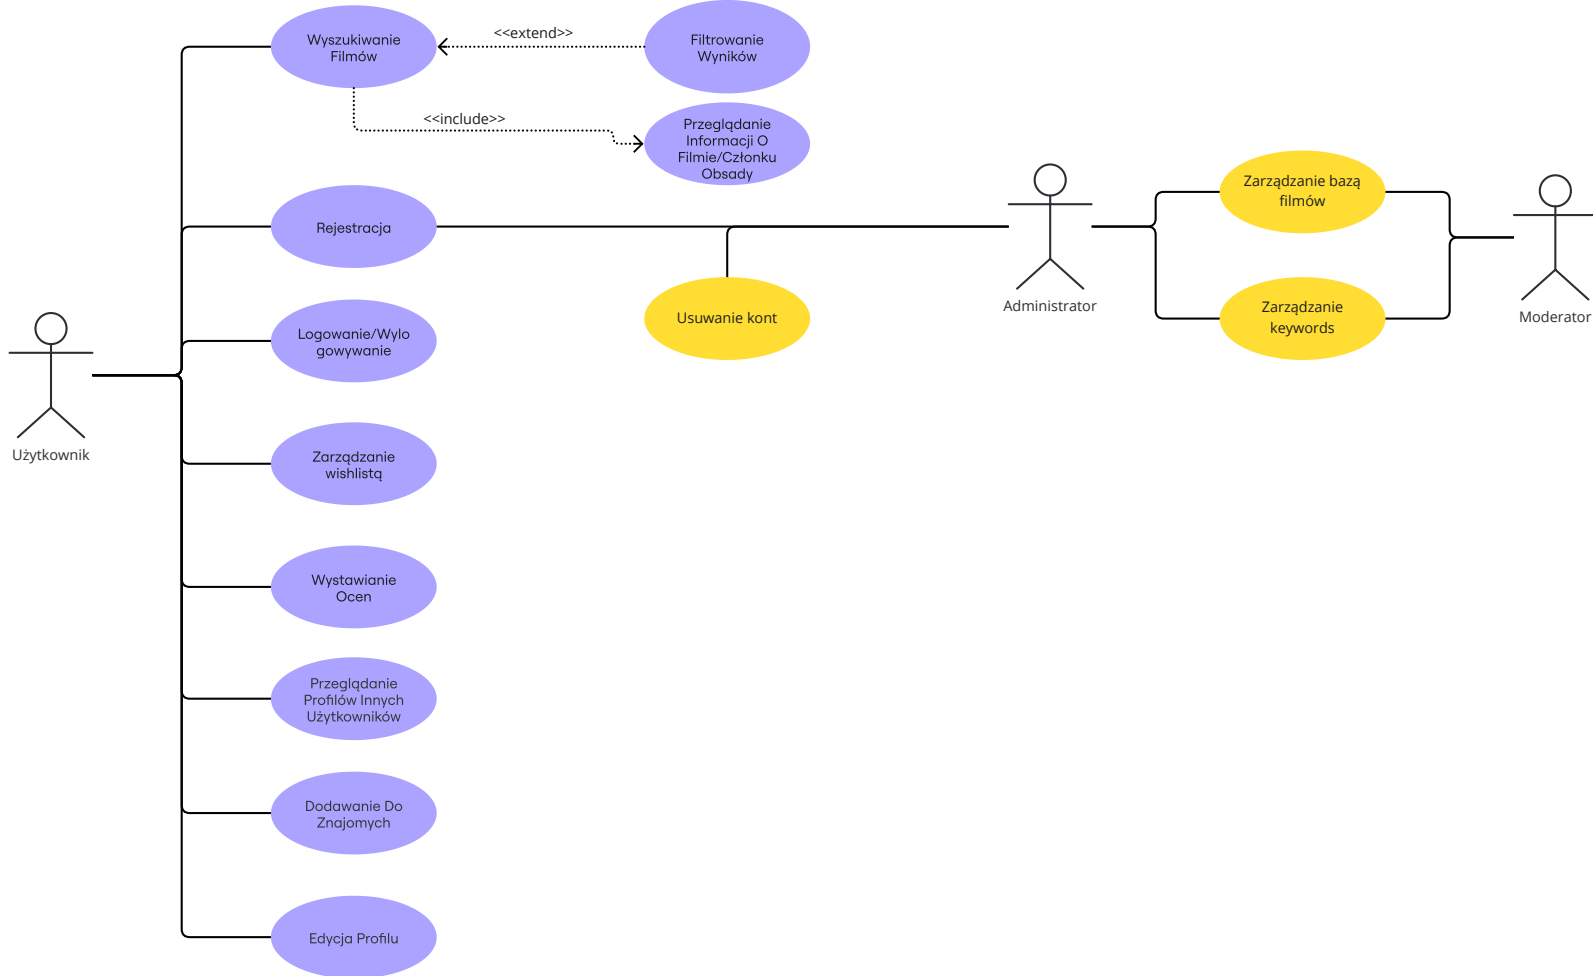 Wyszukiwanie
Filmów
<<extend>>
Filtrowanie
Wyników
<<include>>
Przeglądanie
Informacji O
Filmie/Członku
Obsady
Rejestracja
Usuwanie kont
Administrator
Zarządzanie bazą
filmów
Zarządzanie
keywords
Moderator
Logowanie/Wylo
gowywanie
Użytkownik
Zarządzanie
wishlistą
Wystawianie
Ocen
Przeglądanie
Profilów Innych
Użytkowników
Dodawanie Do
Znajomych
Edycja Profilu